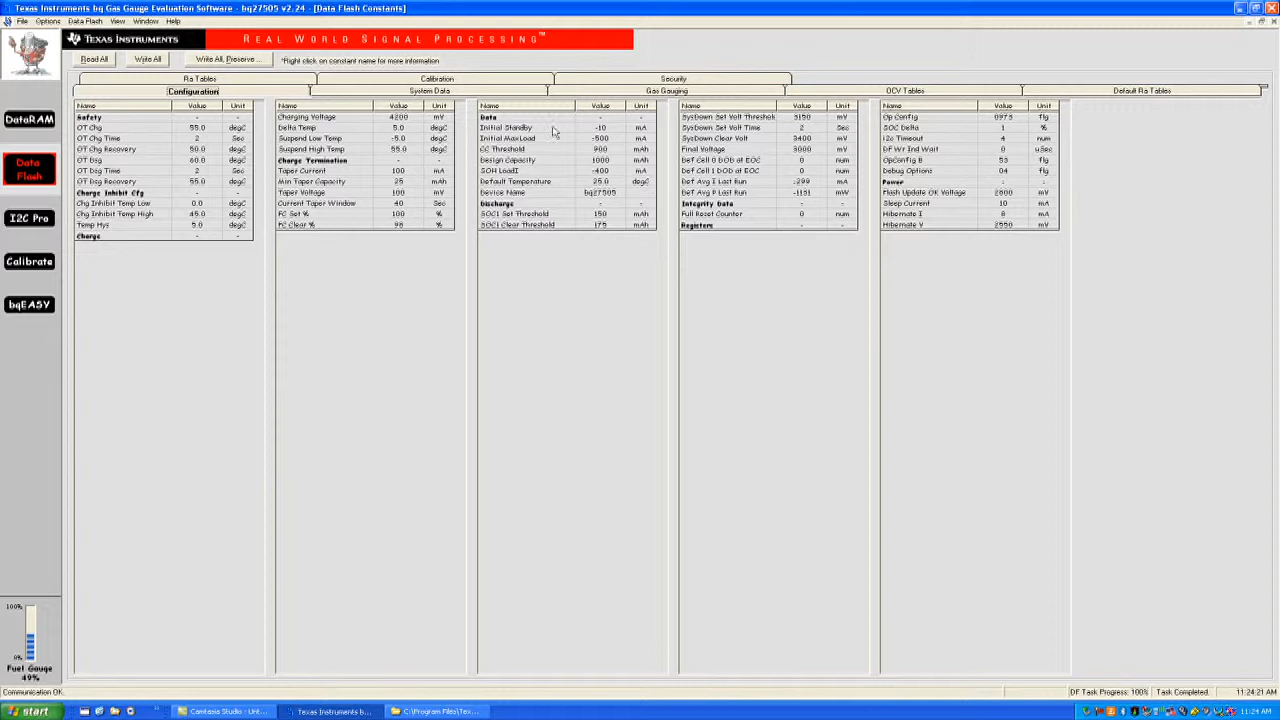 Texas Instruments bq Gas Gauge Evaluation Software - bq27505 v2.24 - [Data Flash Constants]
File Options Data Flash View Window Help
TEXAS INSTRUMENTS REAL WORLD SIGNAL PROCESSING™
Read All Write All Write All, Preserve ... *Right click on constant name for more information
Ra Tables Calibration Security
Configuration System Data Gas Gauging OCV Tables Default Ra Tables
DataRAM
Data Flash
I2C Pro
Calibrate
bqEASY
Name Value Unit
Safety - -
OT Chg 55.0 degC
OT Chg Time 2 Sec
OT Chg Recovery 50.0 degC
OT Dsg 60.0 degC
OT Dsg Time 2 Sec
OT Dsg Recovery 55.0 degC
Charge Inhibit Cfg - -
Chg Inhibit Temp Low 0.0 degC
Chg Inhibit Temp High 45.0 degC
Temp Hys 5.0 degC
Charge - -
Name Value Unit
Charging Voltage 4200 mV
Delta Temp 5.0 degC
Suspend Low Temp -5.0 degC
Suspend High Temp 55.0 degC
Charge Termination - -
Taper Current 100 mA
Min Taper Capacity 25 mAh
Taper Voltage 100 mV
Current Taper Window 40 Sec
FC Set % 100 %
FC Clear % 98 %
Name Value Unit
Data - -
Initial Standby -10 mA
Initial MaxLoad -500 mA
CC Threshold 900 mAh
Design Capacity 1000 mAh
SOH LoadI -400 mA
Default Temperature 25.0 degC
Device Name bq27505 -
Discharge - -
SOC1 Set Threshold 150 mAh
SOC1 Clear Threshold 175 mAh
Name Value Unit
SysDown Set Volt Threshol 3150 mV
SysDown Set Volt Time 2 Sec
SysDown Clear Volt 3400 mV
Final Voltage 3000 mV
Def Cell 0 DOD at EOC 0 num
Def Cell 1 DOD at EOC 0 num
Def Avg I Last Run -299 mA
Def Avg P Last Run -1131 mW
Integrity Data - -
Full Reset Counter 0 num
Registers - -
Name Value Unit
Op Config 0973 flg
SOC Delta 1 %
I2c Timeout 4 num
DF Wr Ind Wait 0 uSec
OpConfig B 53 flg
Debug Options 04 flg
Power - -
Flash Update OK Voltage 2800 mV
Sleep Current 10 mA
Hibernate I 8 mA
Hibernate V 2550 mV
100%
0%
Fuel Gauge
49%
Communication OK. DF Task Progress: 100% Task Completed. 11:24:21 AM
start Camtasia Studio - Unt... Texas Instruments b... C:\Program Files\Tex... 11:24 AM